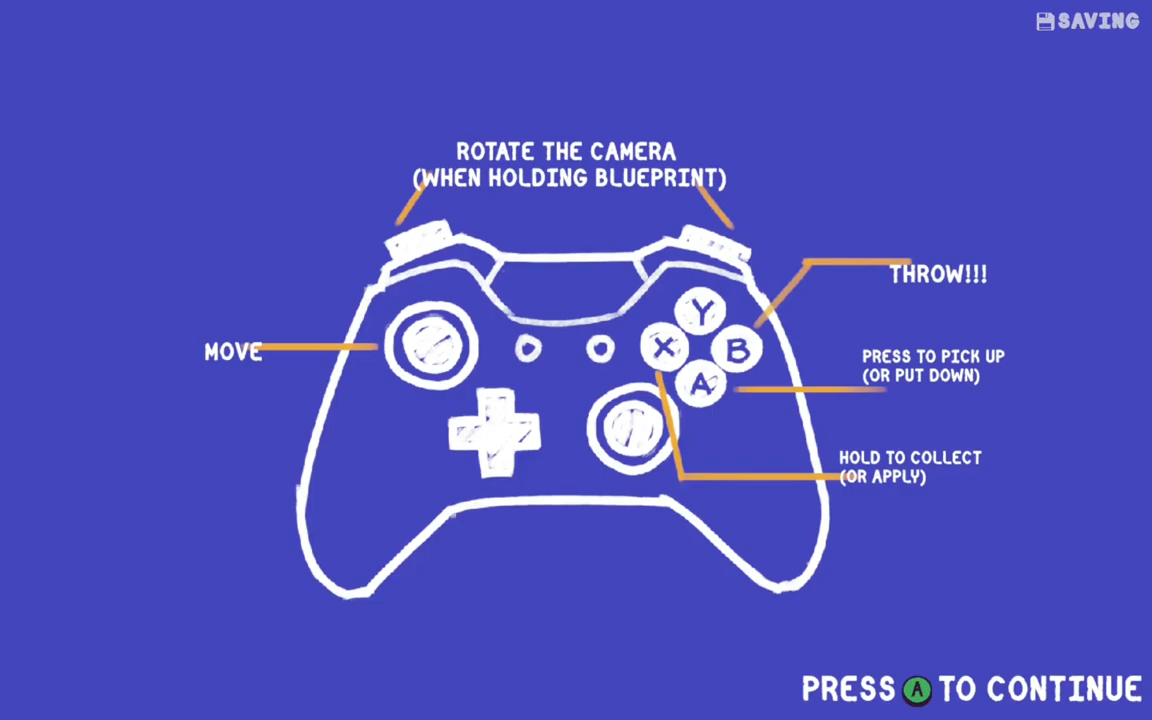 SAVING
ROTATE THE CAMERA
(WHEN HOLDING BLUEPRINT)
THROW!!!
Y
X
B
MOVE
PRESS TO PICK UP
(OR PUT DOWN)
A
HOLD TO COLLECT
(OR APPLY)
PRESS A TO CONTINUE